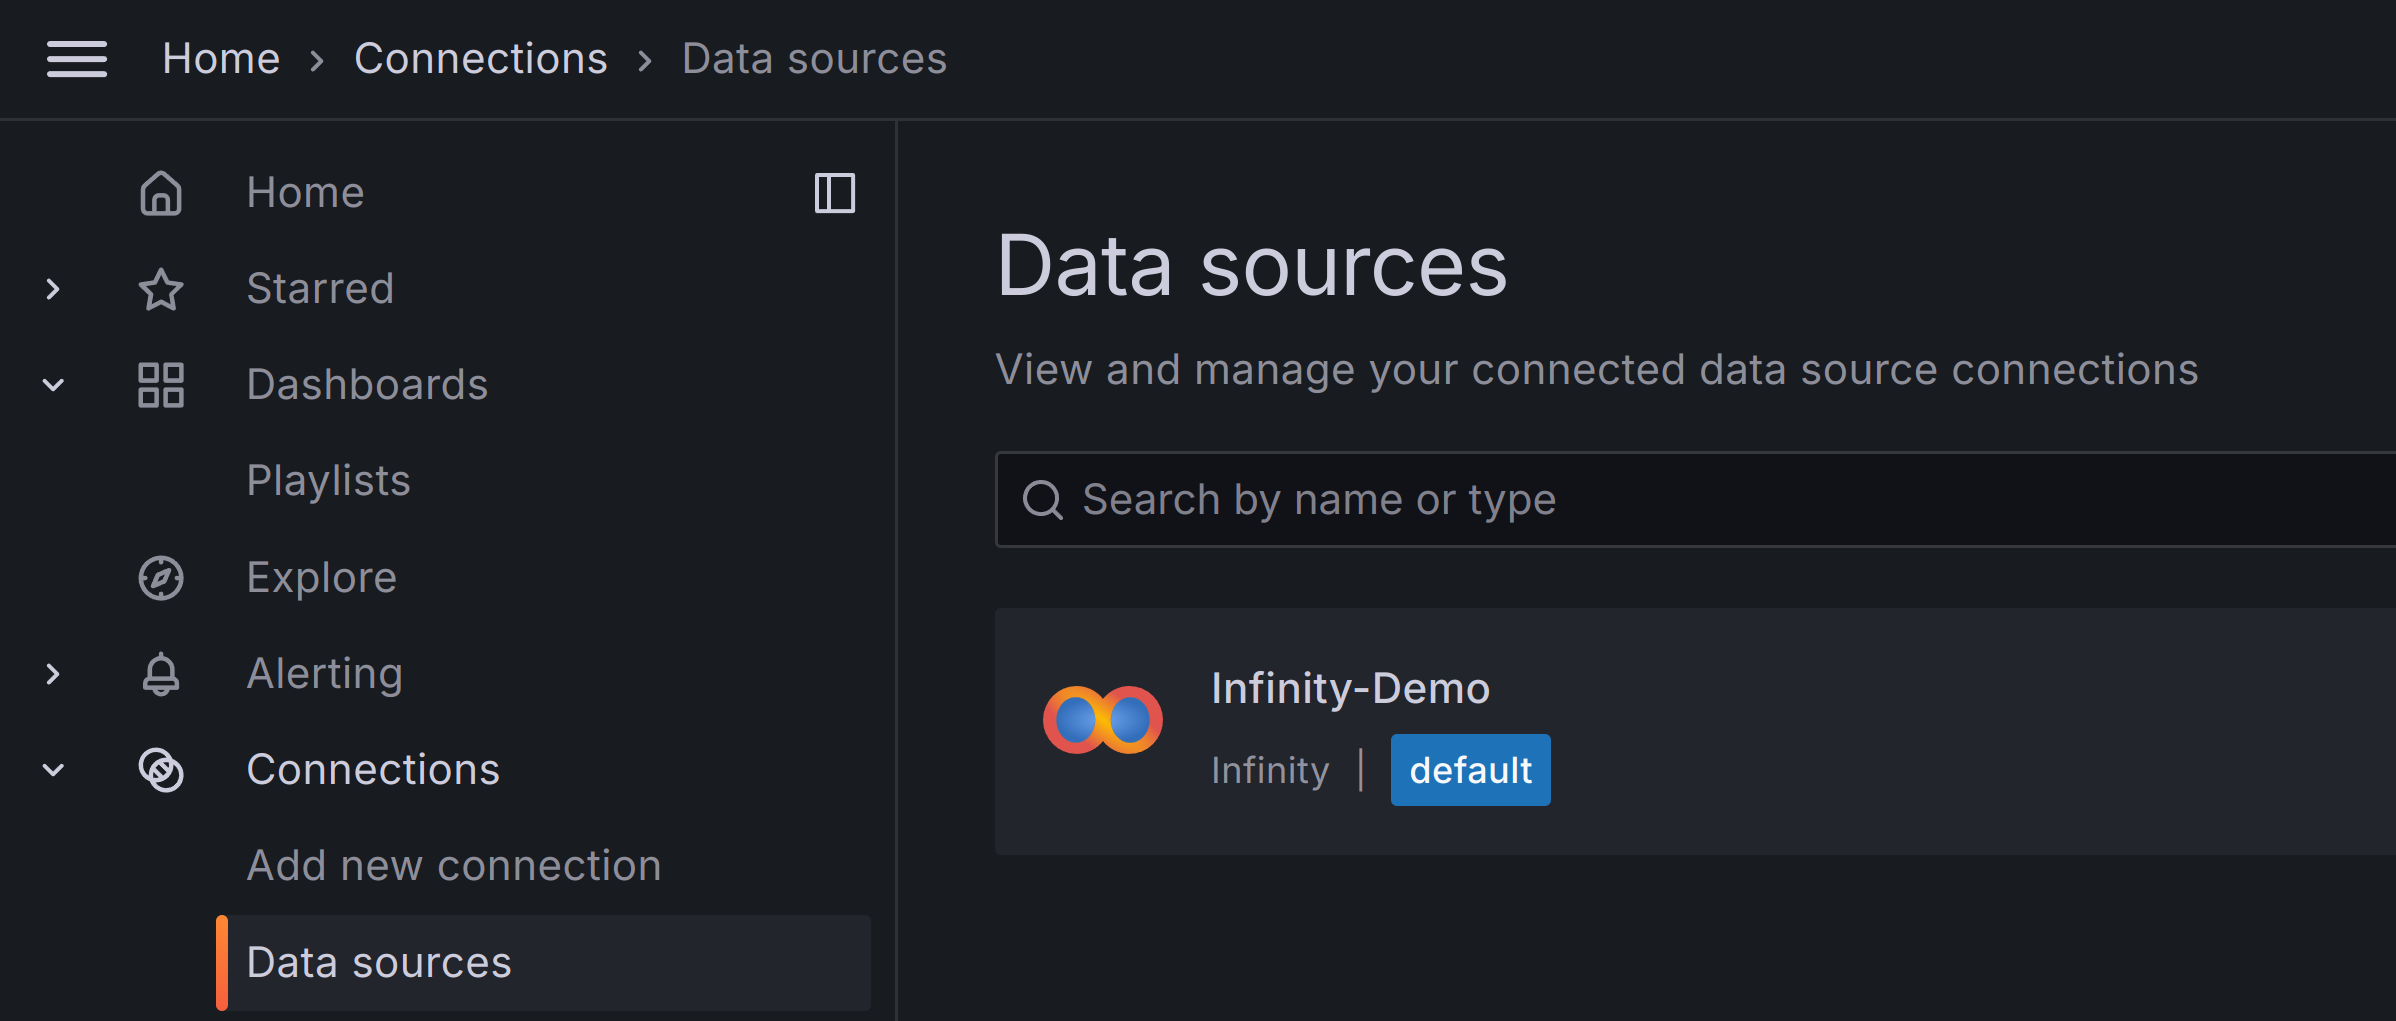 Home › Connections › Data sources
Home
Starred
Dashboards
Playlists
Explore
Alerting
Connections
Add new connection
Data sources
Data sources
View and manage your connected data source connections
Search by name or type
Infinity-Demo
Infinity | default